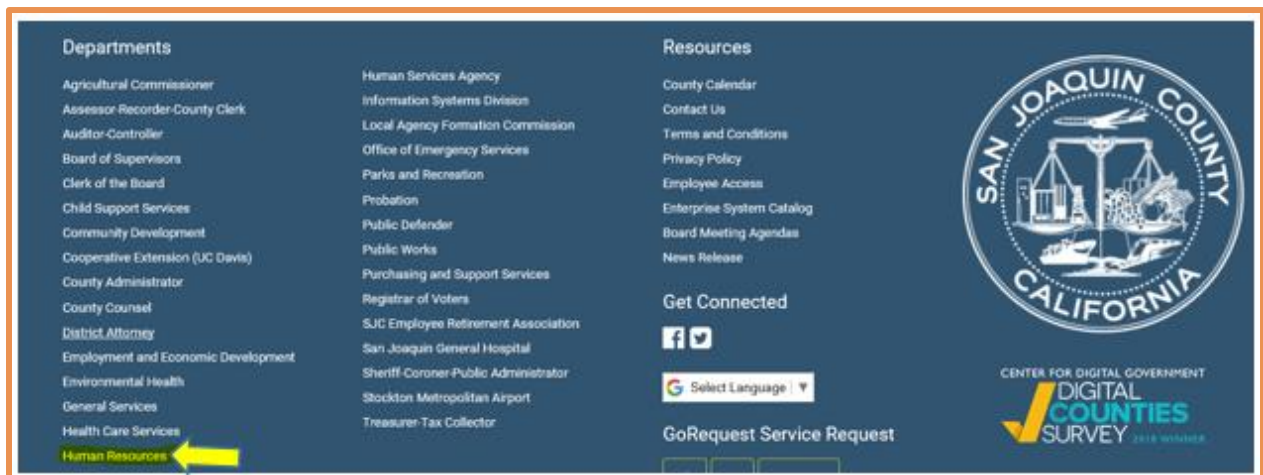 Departments
Agricultural Commissioner
Assessor-Recorder-County Clerk
Auditor-Controller
Board of Supervisors
Clerk of the Board
Child Support Services
Community Development
Cooperative Extension (UC Davis)
County Administrator
County Counsel
District Attorney
Employment and Economic Development
Environmental Health
General Services
Health Care Services
Human Resources
Human Services Agency
Information Systems Division
Local Agency Formation Commission
Office of Emergency Services
Parks and Recreation
Probation
Public Defender
Public Works
Purchasing and Support Services
Registrar of Voters
SJC Employee Retirement Association
San Joaquin General Hospital
Sheriff-Coroner-Public Administrator
Stockton Metropolitan Airport
Treasurer-Tax Collector
Resources
County Calendar
Contact Us
Terms and Conditions
Privacy Policy
Employee Access
Enterprise System Catalog
Board Meeting Agendas
News Release
Get Connected
Select Language
GoRequest Service Request
SAN JOAQUIN COUNTY
CALIFORNIA
CENTER FOR DIGITAL GOVERNMENT
DIGITAL
COUNTIES
SURVEY 2018 WINNER